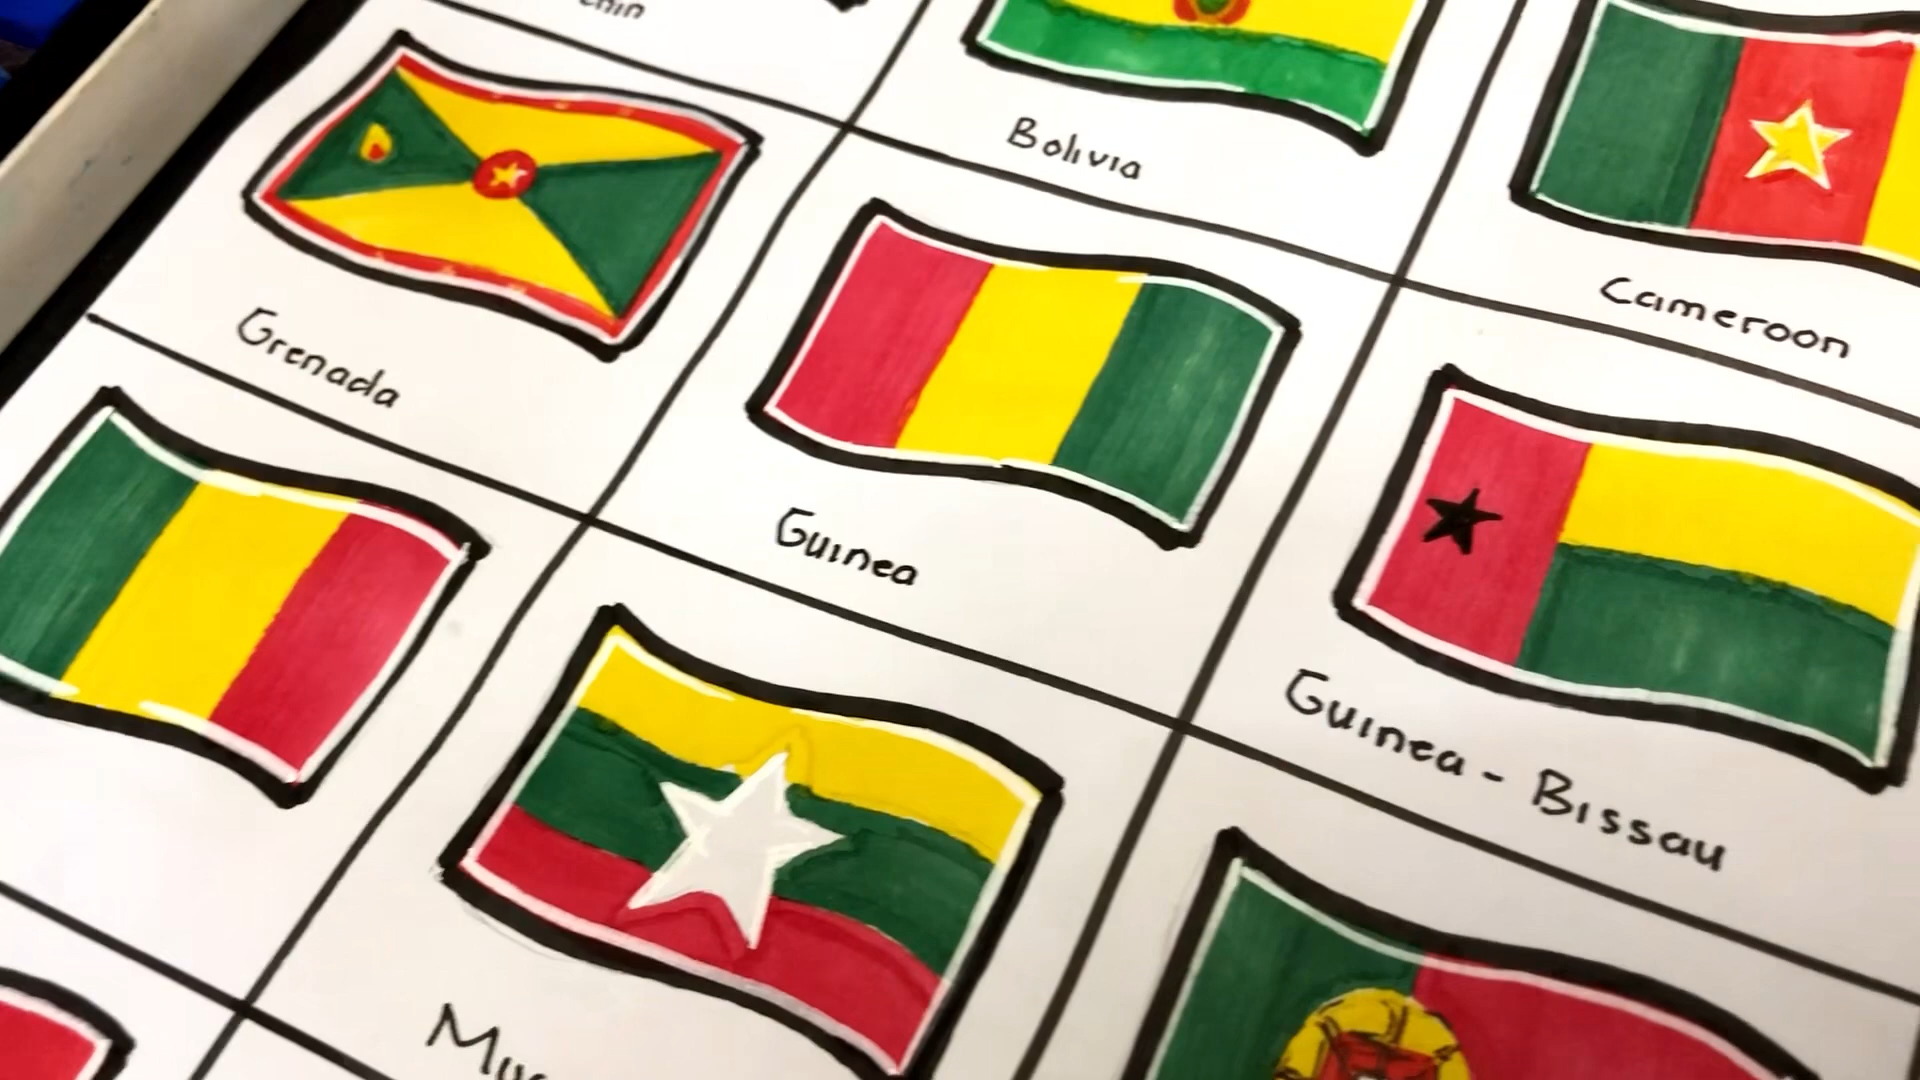 Bolivia
Cameroon
Grenada
Guinea
Guinea - Bissau